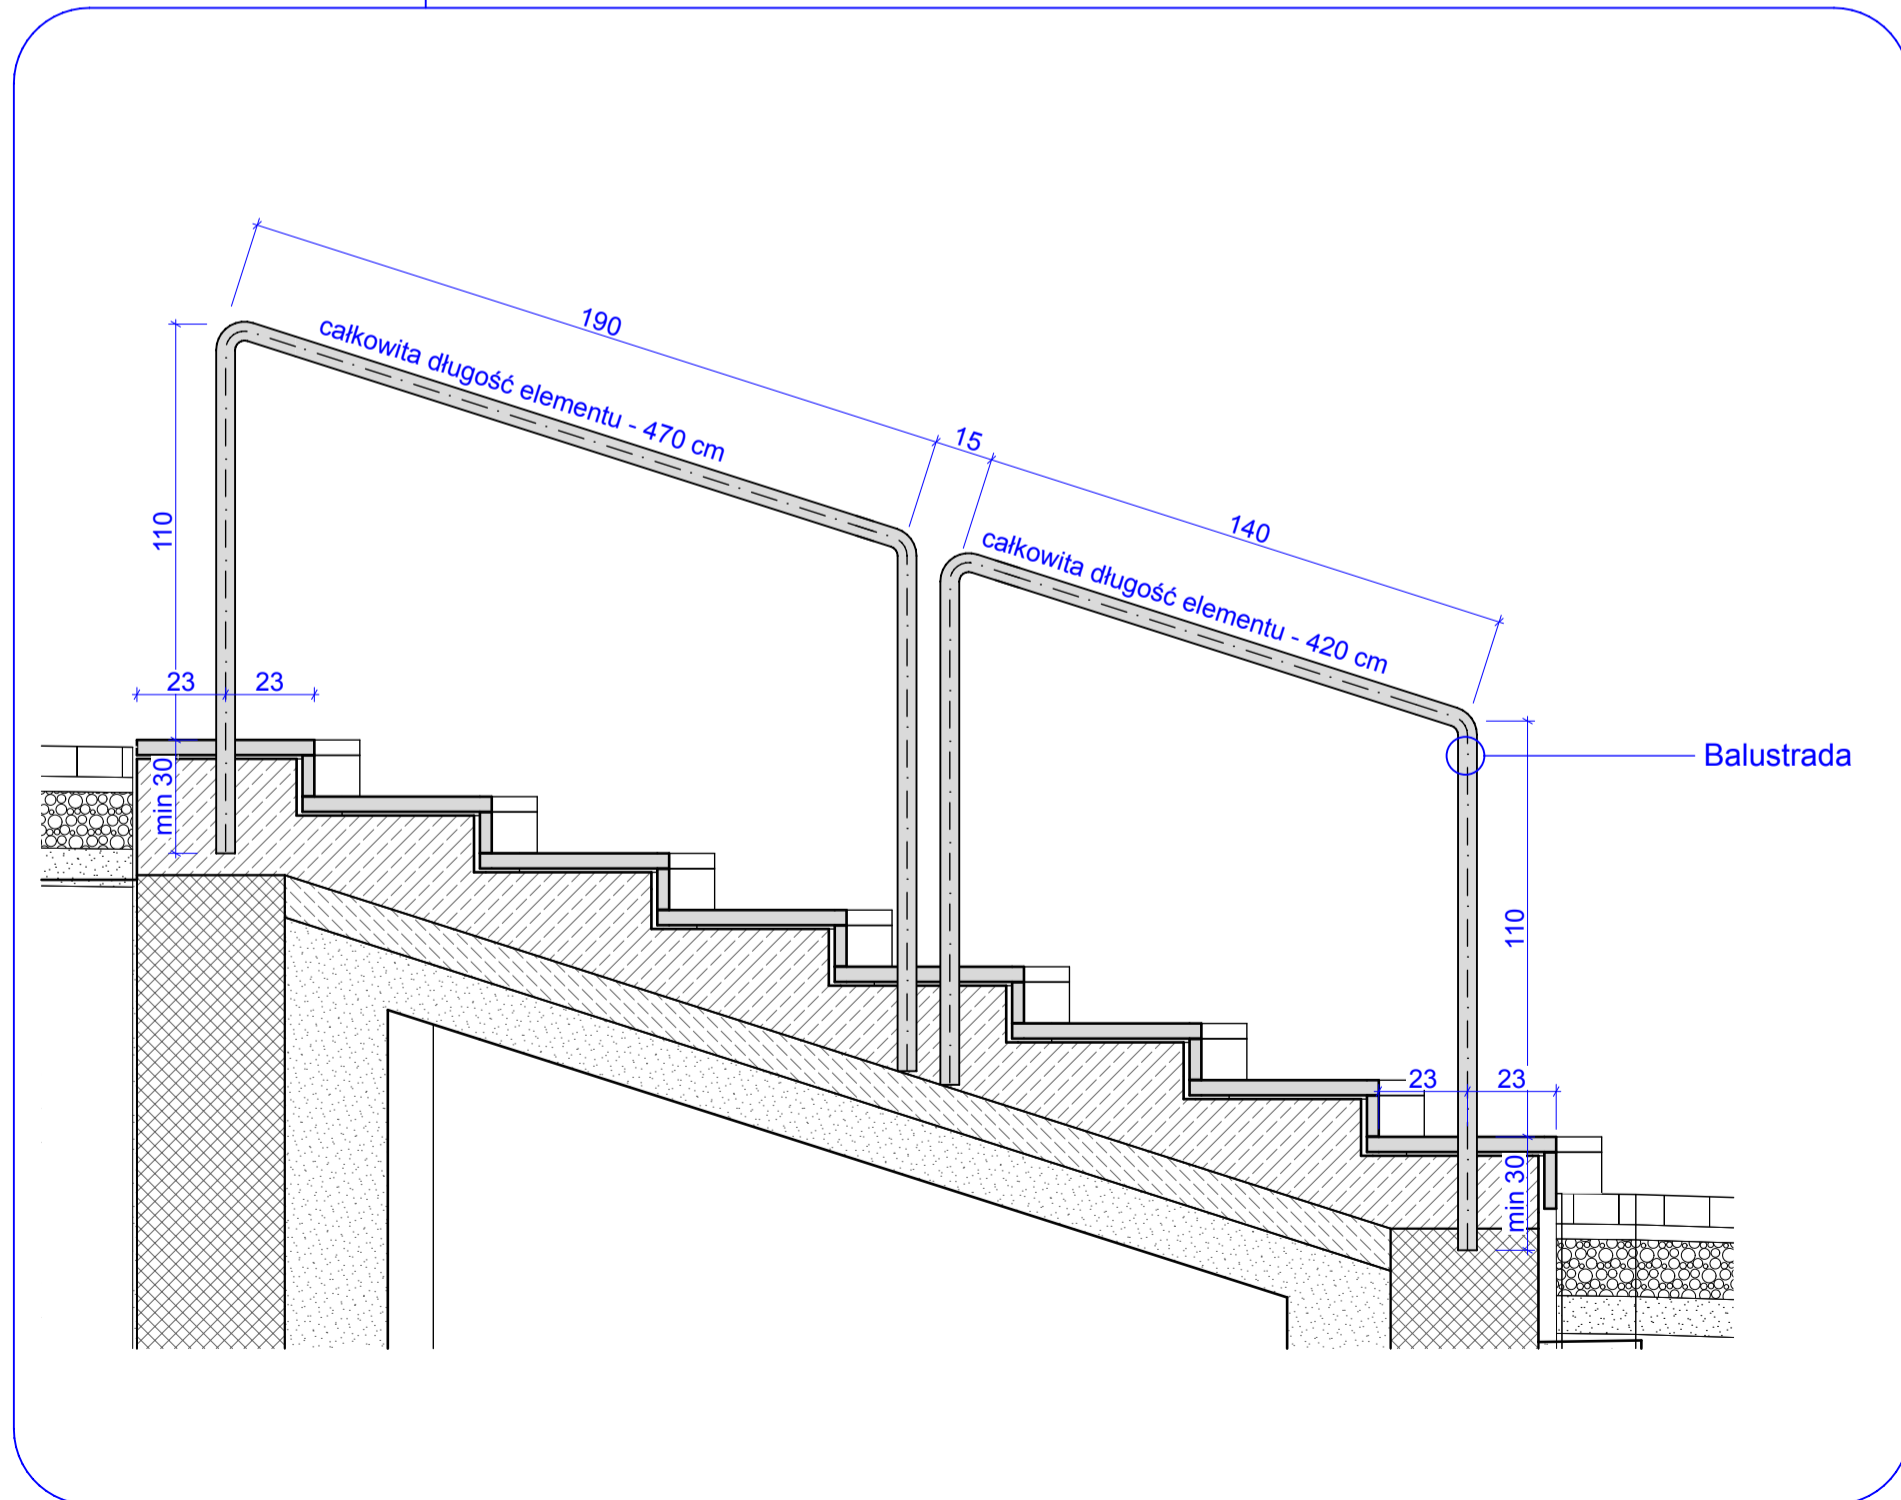 190
całkowita długość elementu - 470 cm
15
140
całkowita długość elementu - 420 cm
110
23
23
min 30
Balustrada
110
23
23
min 30